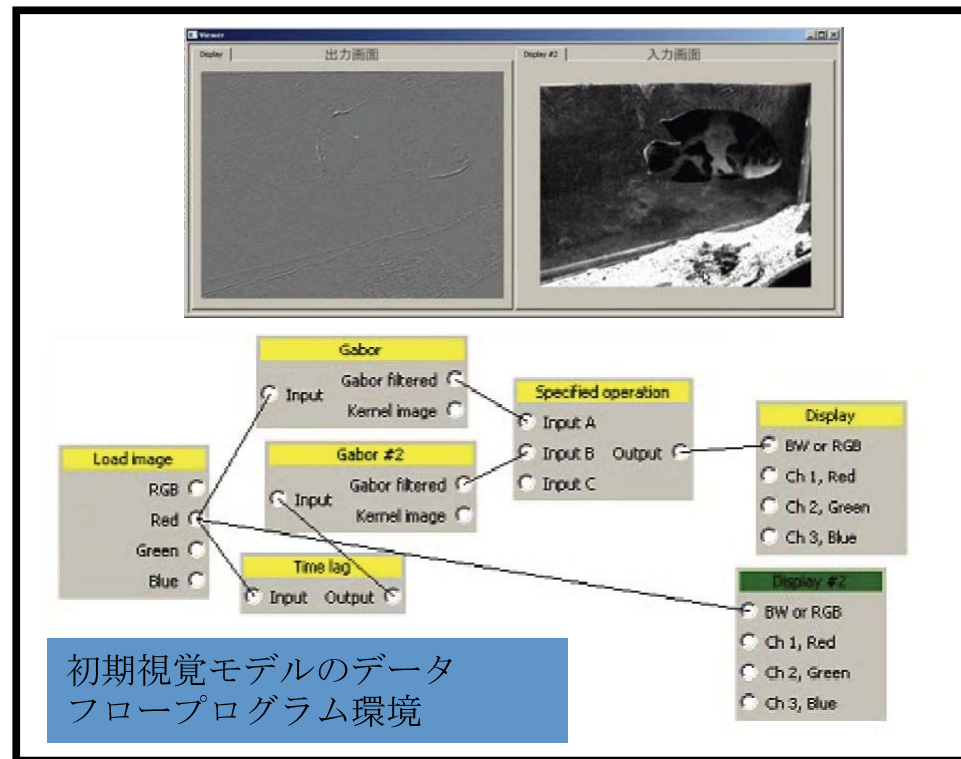 Viewer
Display 出力画面 Display #2 入力画面
Gabor
Input Gabor filtered
Kernel image
Specified operation
Input A
Input B Output
Input C
Display
BW or RGB
Ch 1, Red
Ch 2, Green
Ch 3, Blue
Load image
RGB
Red
Green
Blue
Gabor #2
Gabor filtered
Input
Kernel image
Time lag
Input Output
Display #2
BW or RGB
Ch 1, Red
Ch 2, Green
Ch 3, Blue
初期視覚モデルのデータ
フロープログラム環境